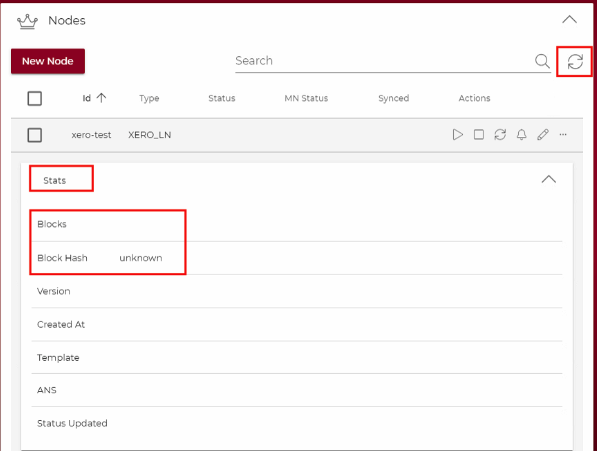 Nodes
New Node
Search
Id Type Status MN Status Synced Actions
xero-test XERO_LN
Stats
Blocks
Block Hash unknown
Version
Created At
Template
ANS
Status Updated